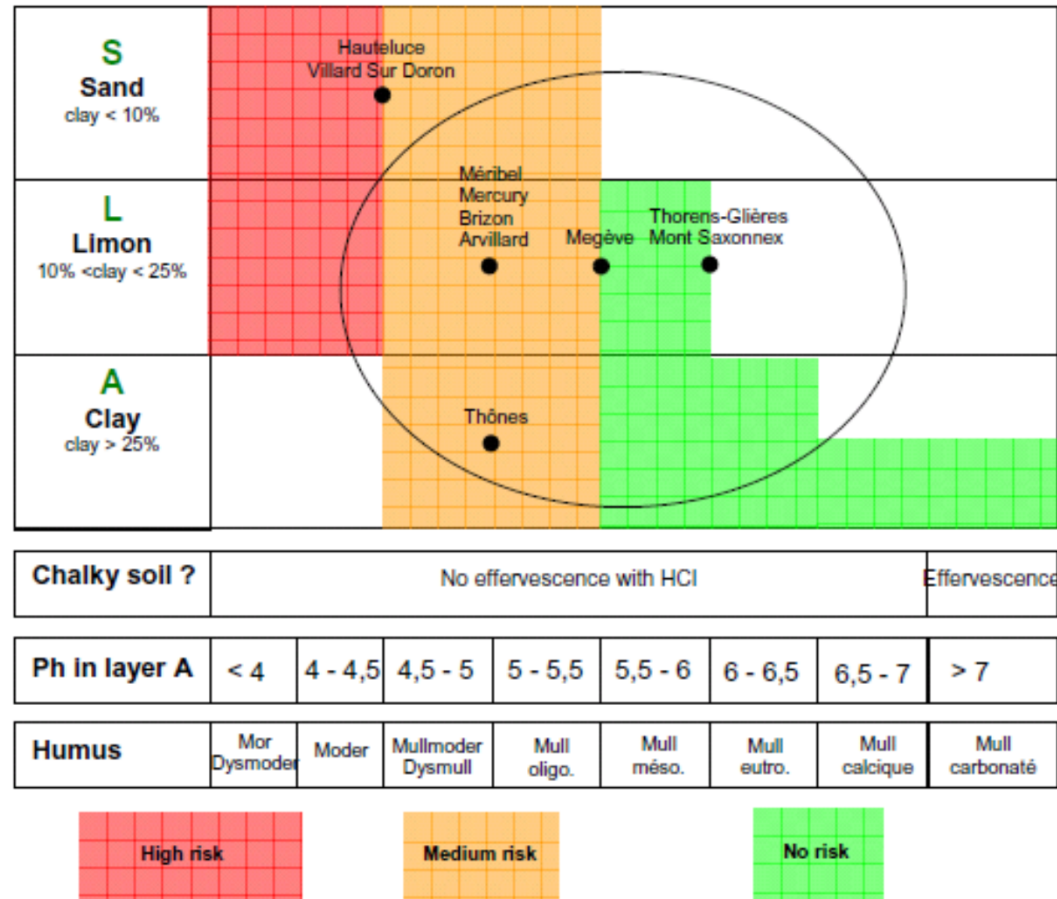 S
Sand
clay < 10%
Hauteluce
Villard Sur Doron
L
Limon
10% <clay < 25%
Méribel
Mercury
Brizon
Arvillard
Megève
Thorens-Glières
Mont Saxonnex
A
Clay
clay > 25%
Thônes
Chalky soil ?
No effervescence with HCl
Effervescence
Ph in layer A
< 4
4 - 4,5
4,5 - 5
5 - 5,5
5,5 - 6
6 - 6,5
6,5 - 7
> 7
Humus
Mor
Dysmoder
Moder
Mullmoder
Dysmull
Mull
oligo.
Mull
méso.
Mull
eutro.
Mull
calcique
Mull
carbonaté
High risk
Medium risk
No risk